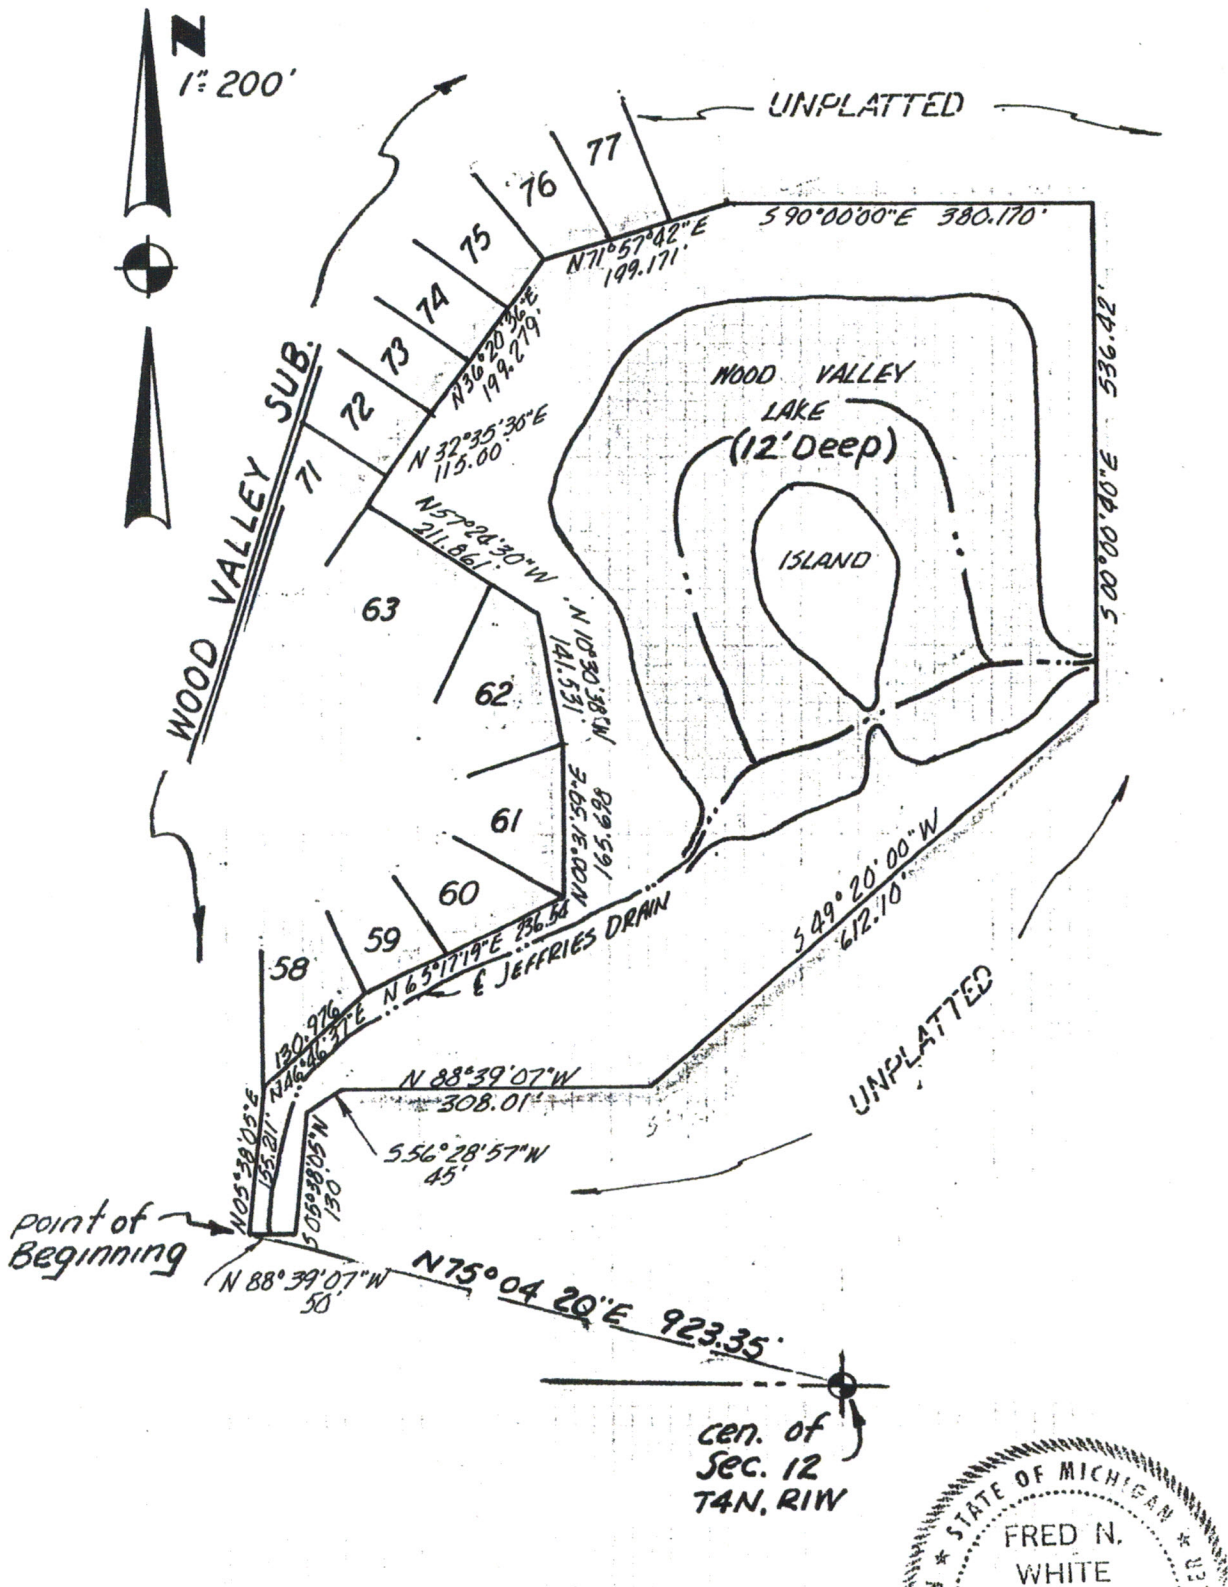 N
1"= 200'
UNPLATTED
77
76
75
74
73
72
71
S 90°00'00"E 380.170'
N71°57'42"E
199.171'
N36°20'36"E
199.279'
N 32°35'30"E
115.00'
N57°24'30"W
211.861'
WOOD VALLEY SUB.
WOOD VALLEY
LAKE
(12' Deep)
ISLAND
S 00°00'40"E 536.42'
63
62
N 10°30'38"W
141.531'
61
N00°31'59"E
165.698
60
59
58
N 65°17'19"E 236.54
℄ JEFFRIES DRAIN
130.976'
N46°46'37"E
S 49°20'00"W
612.10'
UNPLATTED
N 88°39'07"W
308.01'
S56°28'57"W
45'
N05°38'05"E
155.211'
S 05°38'05"W
130'
Point of
Beginning
N 88°39'07"W
50'
N75°04 20"E 923.35'
cen. of
Sec. 12
T4N, R1W
STATE OF MICHIGAN
FRED N.
WHITE